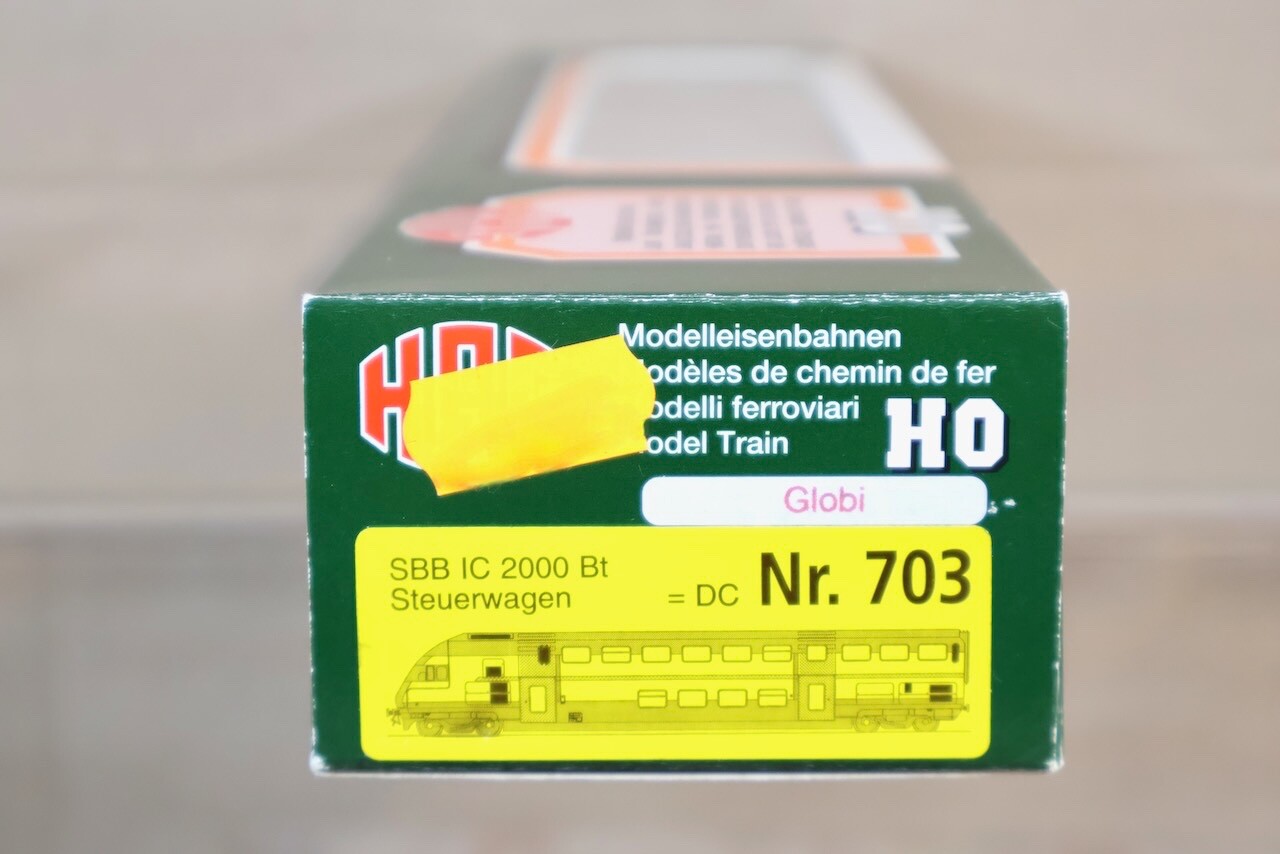 Modelleisenbahnen
odèles de chemin de fer
odelli ferroviari
odel Train
HO
Globi
SBB IC 2000 Bt
Steuerwagen
= DC Nr. 703